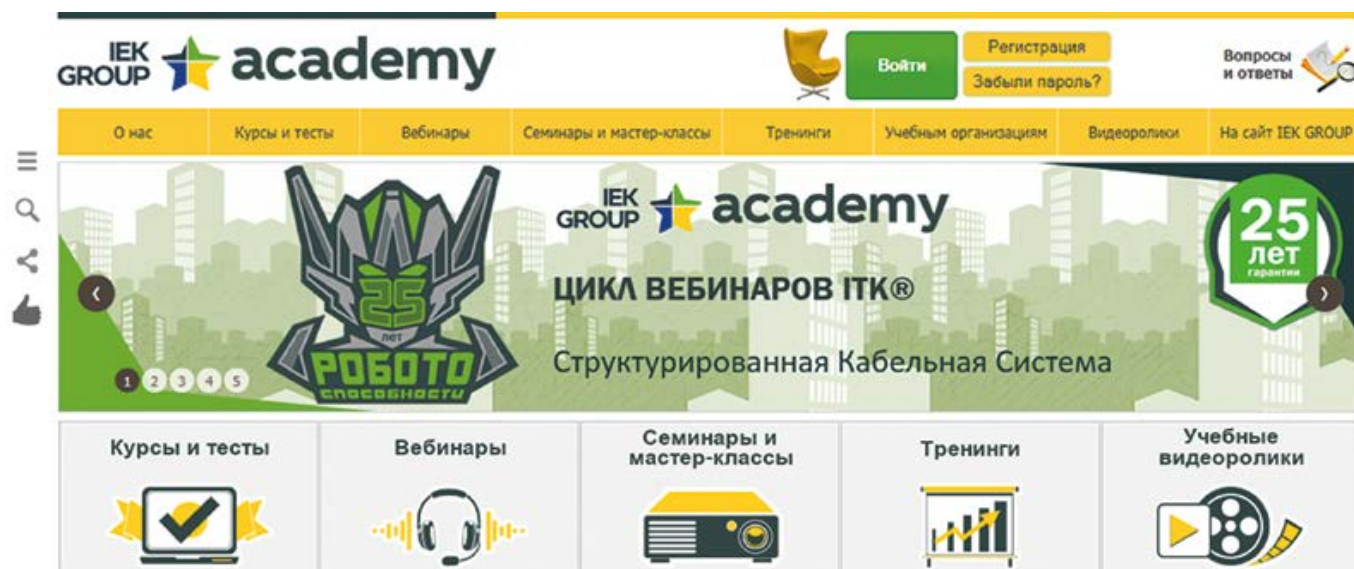 IEK
GROUP academy
Войти
Регистрация
Забыли пароль?
Вопросы
и ответы
О нас
Курсы и тесты
Вебинары
Семинары и мастер-классы
Тренинги
Учебным организациям
Видеоролики
На сайт IEK GROUP
25
лет
РОБОТО
СПОСОБНОСТИ
IEK
GROUP academy
ЦИКЛ ВЕБИНАРОВ ITK®
Структурированная Кабельная Система
25
лет
гарантии
1 2 3 4 5
Курсы и тесты
Вебинары
Семинары и
мастер-классы
Тренинги
Учебные
видеоролики